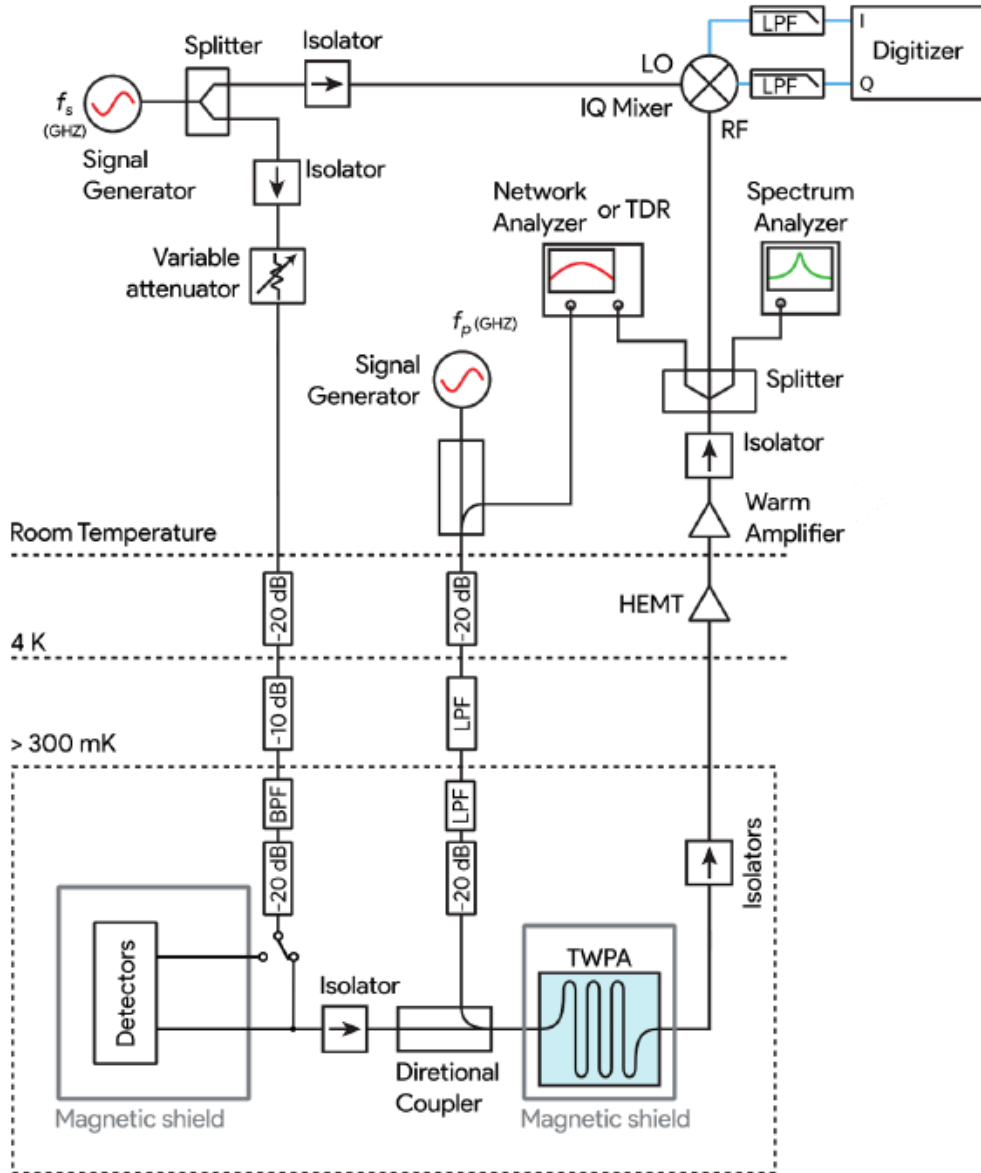 Splitter
Isolator
LPF
I
Digitizer
LO
fs
(GHZ)
IQ Mixer
LPF
Q
RF
Signal
Generator
Isolator
Network
Analyzer
or TDR
Spectrum
Analyzer
Variable
attenuator
fp (GHZ)
Signal
Generator
Splitter
Isolator
Warm
Amplifier
Room Temperature
-20 dB
-20 dB
HEMT
4 K
-10 dB
LPF
> 300 mK
BPF
LPF
-20 dB
-20 dB
Isolators
Detectors
Isolator
TWPA
Diretional
Coupler
Magnetic shield
Magnetic shield